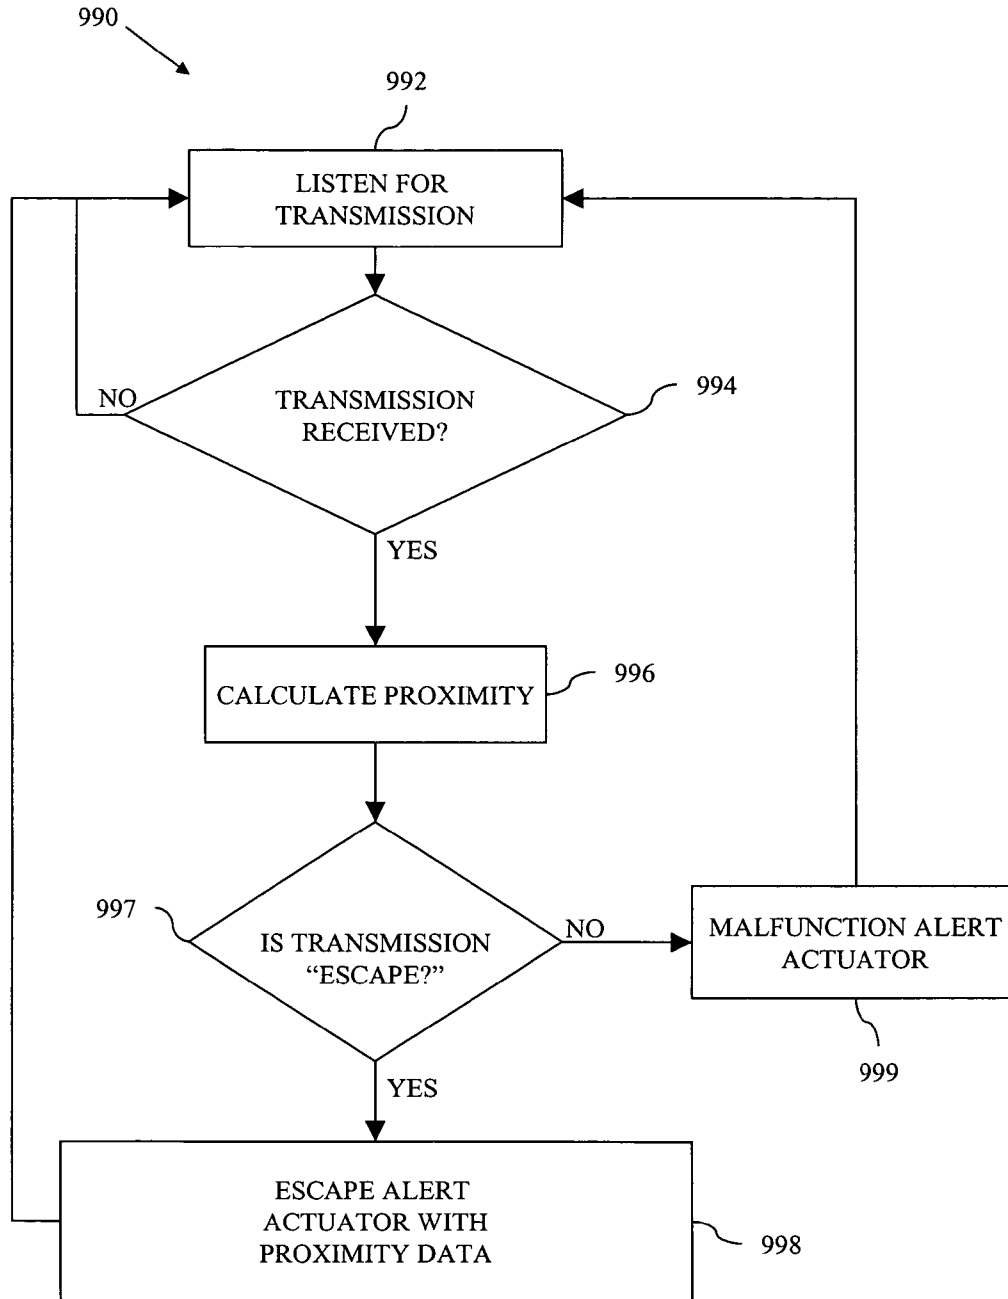 990
992
LISTEN FOR
TRANSMISSION
NO
TRANSMISSION
RECEIVED?
994
YES
CALCULATE PROXIMITY
996
997
IS TRANSMISSION
“ESCAPE?”
NO
MALFUNCTION ALERT
ACTUATOR
999
YES
ESCAPE ALERT
ACTUATOR WITH
PROXIMITY DATA
998